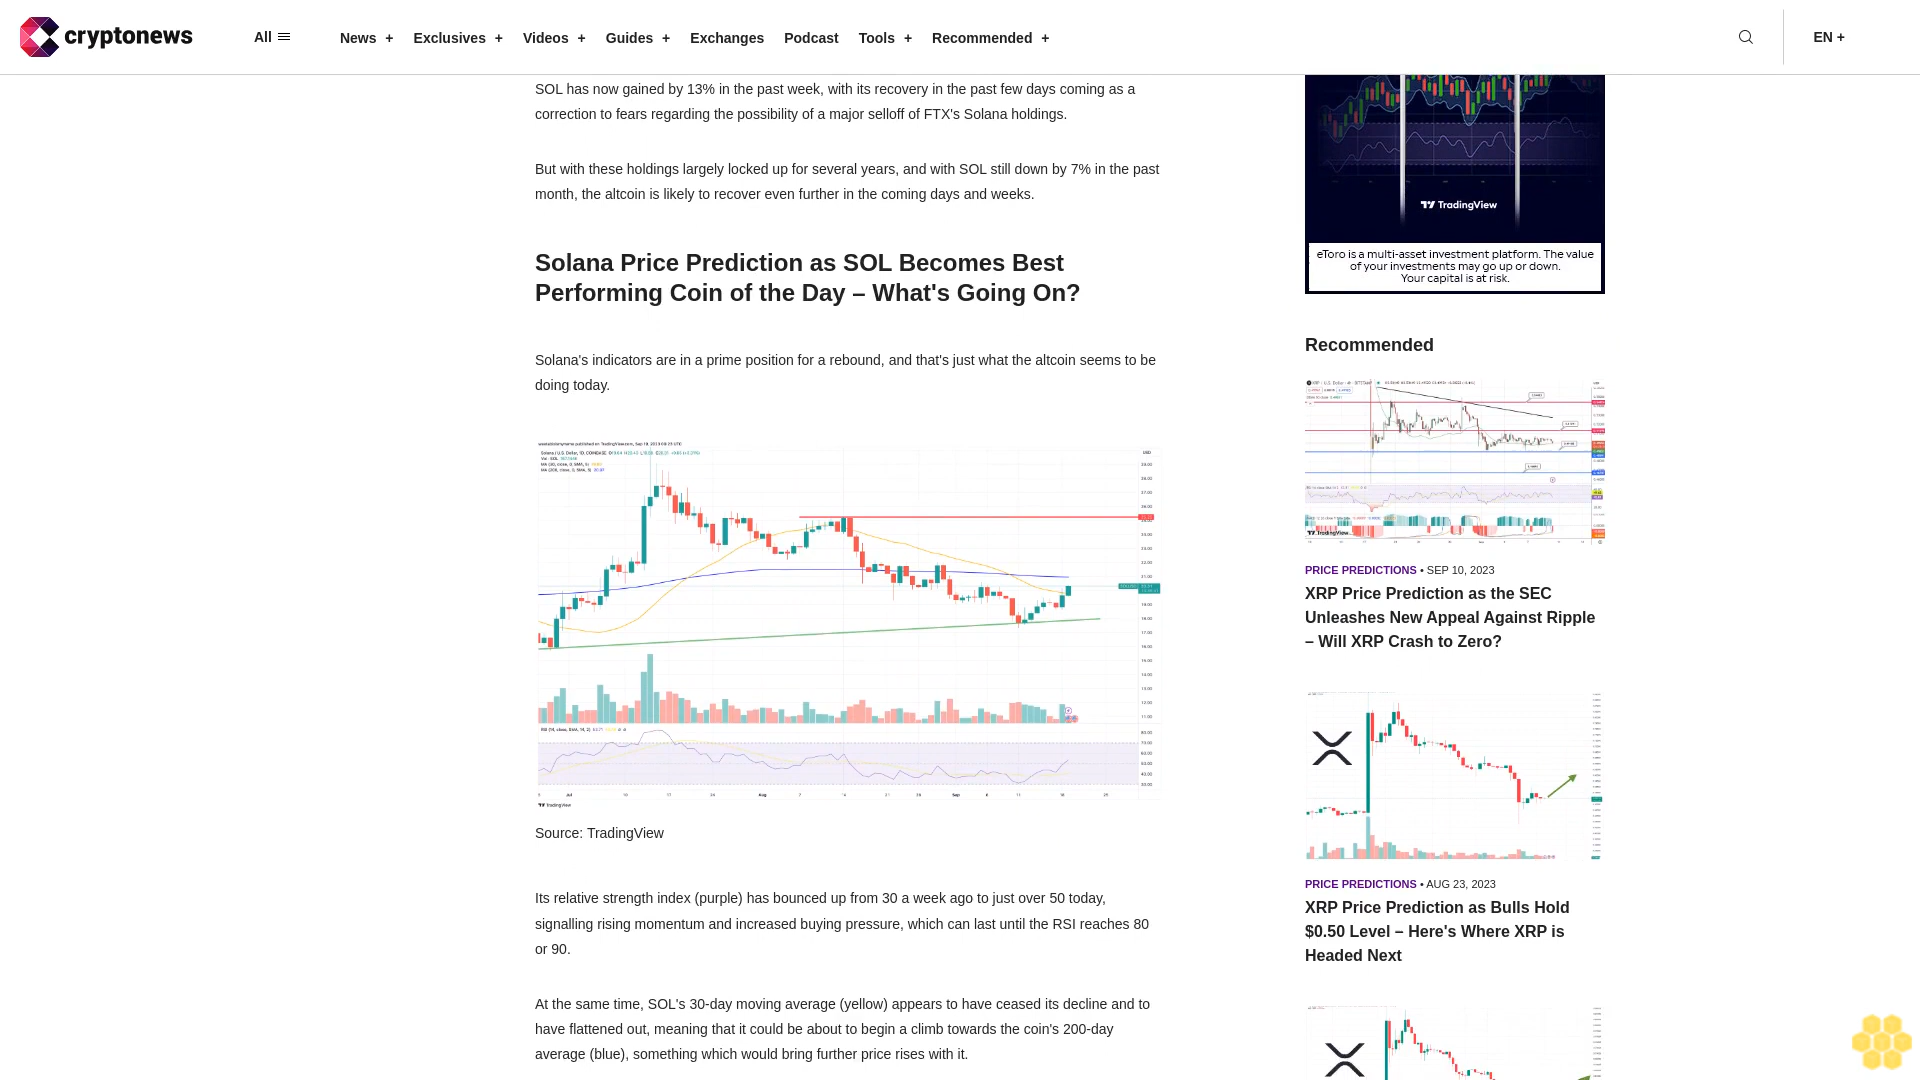 cryptonews
All
News +
Exclusives +
Videos +
Guides +
Exchanges
Podcast
Tools +
Recommended +
EN +
SOL has now gained by 13% in the past week, with its recovery in the past few days coming as a
correction to fears regarding the possibility of a major selloff of FTX's Solana holdings.
But with these holdings largely locked up for several years, and with SOL still down by 7% in the past
month, the altcoin is likely to recover even further in the coming days and weeks.
Solana Price Prediction as SOL Becomes Best
Performing Coin of the Day – What's Going On?
Solana's indicators are in a prime position for a rebound, and that's just what the altcoin seems to be
doing today.
TradingView
Source: TradingView
Its relative strength index (purple) has bounced up from 30 a week ago to just over 50 today,
signalling rising momentum and increased buying pressure, which can last until the RSI reaches 80
or 90.
At the same time, SOL's 30-day moving average (yellow) appears to have ceased its decline and to
have flattened out, meaning that it could be about to begin a climb towards the coin's 200-day
average (blue), something which would bring further price rises with it.
TradingView
eToro is a multi-asset investment platform. The value
of your investments may go up or down.
Your capital is at risk.
Recommended
TradingView
PRICE PREDICTIONS • SEP 10, 2023
XRP Price Prediction as the SEC
Unleashes New Appeal Against Ripple
– Will XRP Crash to Zero?
PRICE PREDICTIONS • AUG 23, 2023
XRP Price Prediction as Bulls Hold
$0.50 Level – Here's Where XRP is
Headed Next